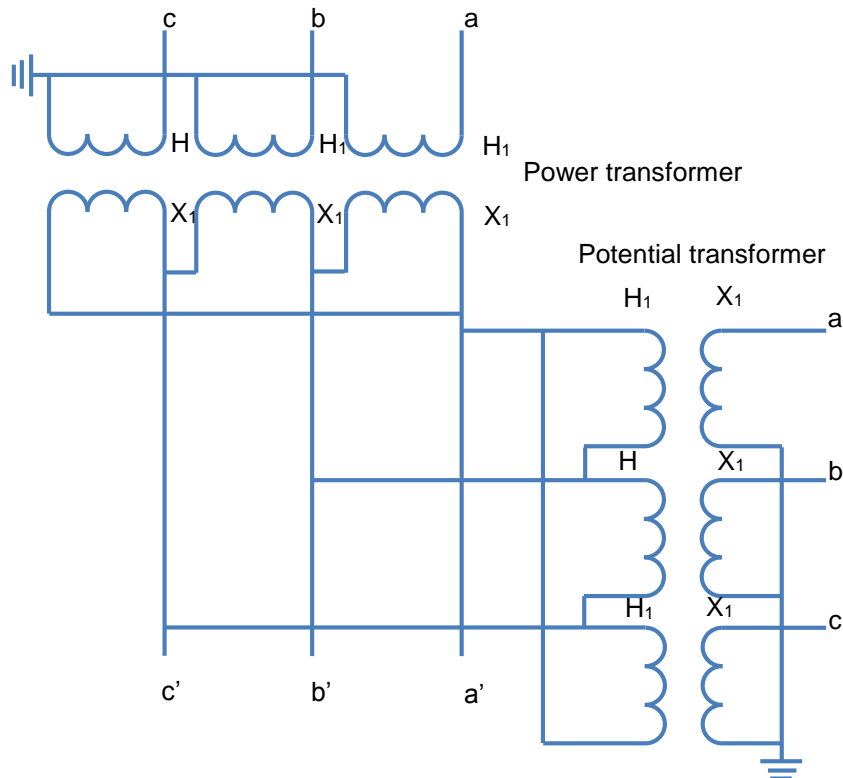 c b a
H H₁ H₁
Power transformer
X₁ X₁ X₁
Potential transformer
H₁ X₁
a
H X₁
b
H₁ X₁
c
c’ b’ a’